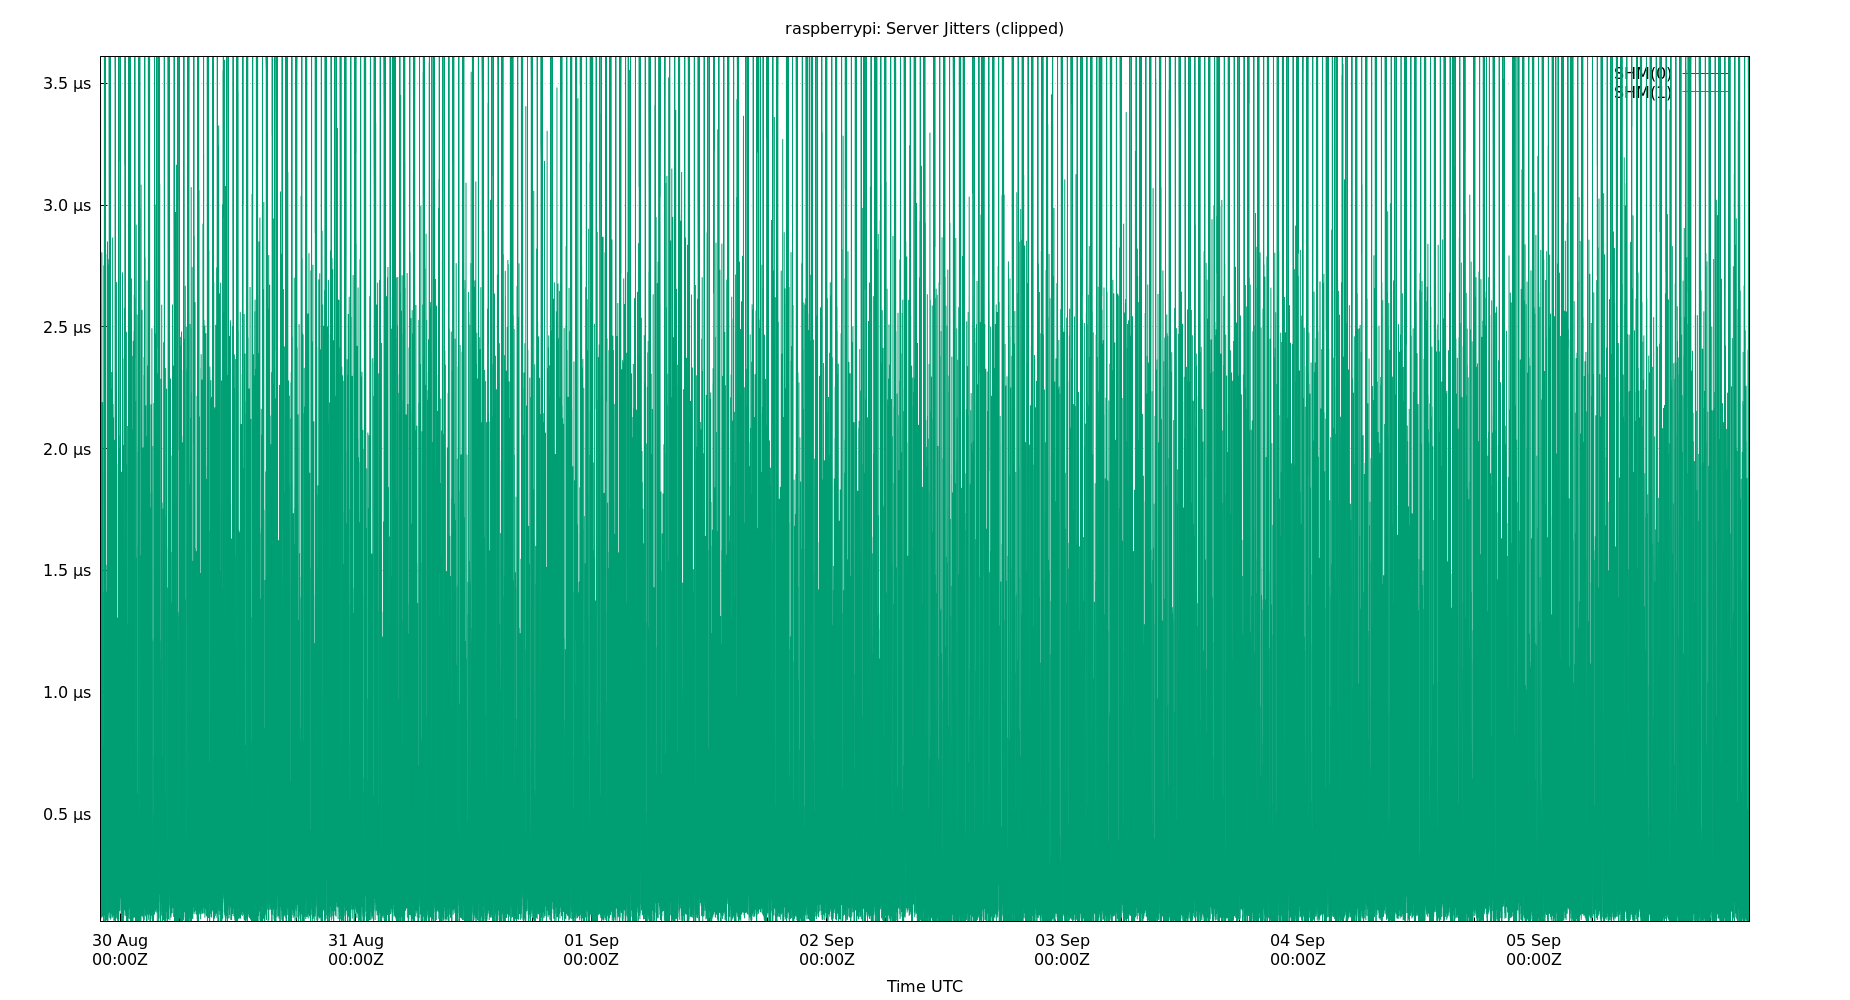 raspberrypi: Server Jitters (clipped)
SHM(0)
SHM(1)
3.5 µs
3.0 µs
2.5 µs
2.0 µs
1.5 µs
1.0 µs
0.5 µs
30 Aug 31 Aug 01 Sep 02 Sep 03 Sep 04 Sep 05 Sep
00:00Z 00:00Z 00:00Z 00:00Z 00:00Z 00:00Z 00:00Z
Time UTC